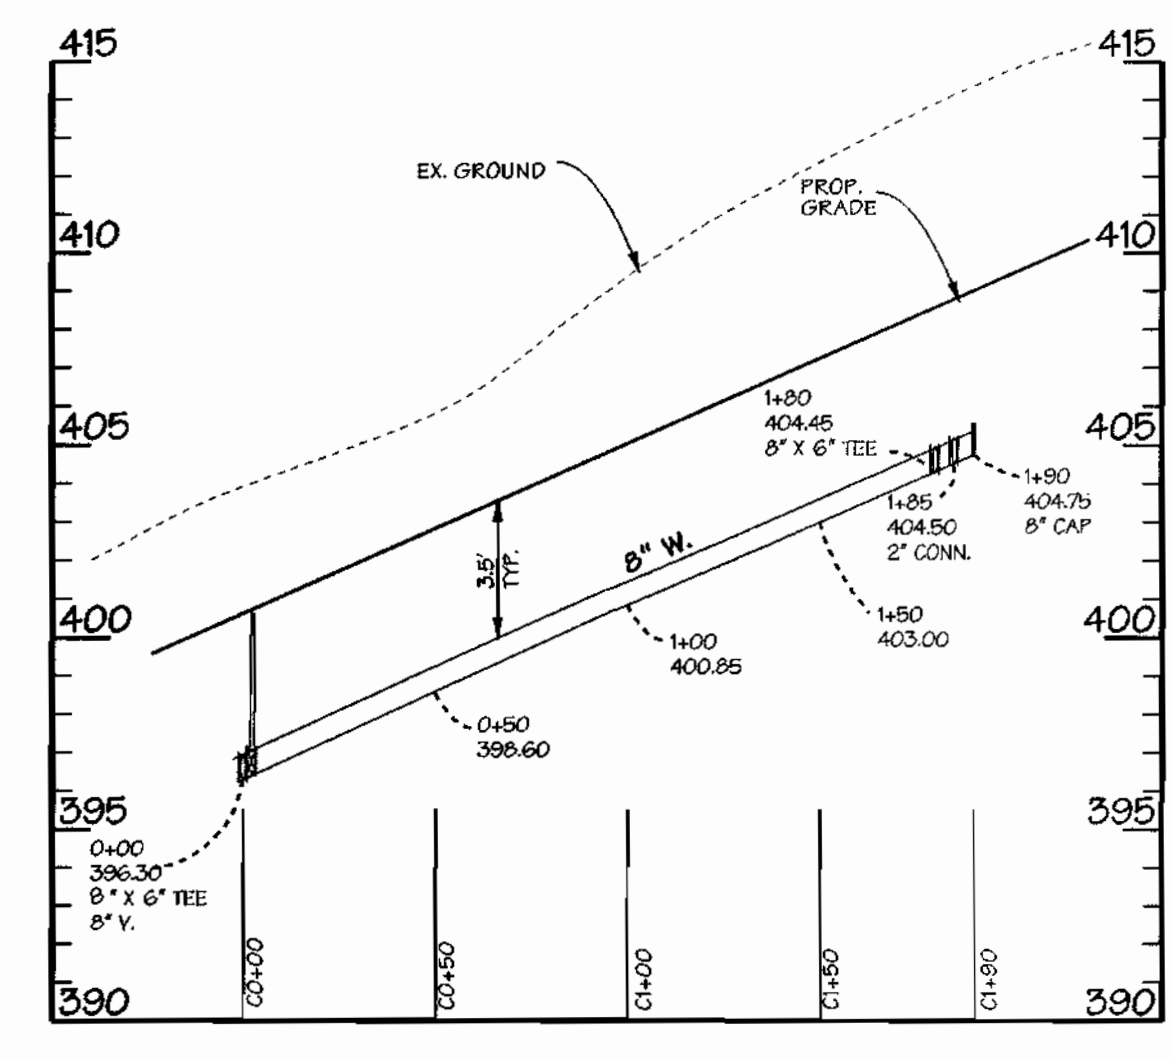 415
415
EX. GROUND
PROP.
GRADE
410
410
1+80
404.45
8" X 6" TEE
405
405
1+90
404.75
8" CAP
1+85
404.50
2" CONN.
8" W.
3.5'
TYP.
400
400
1+50
403.00
1+00
400.85
0+50
398.60
395
395
0+00
396.30
8" X 6" TEE
8" V.
C0+00
C0+50
C1+00
C1+50
C1+90
390
390